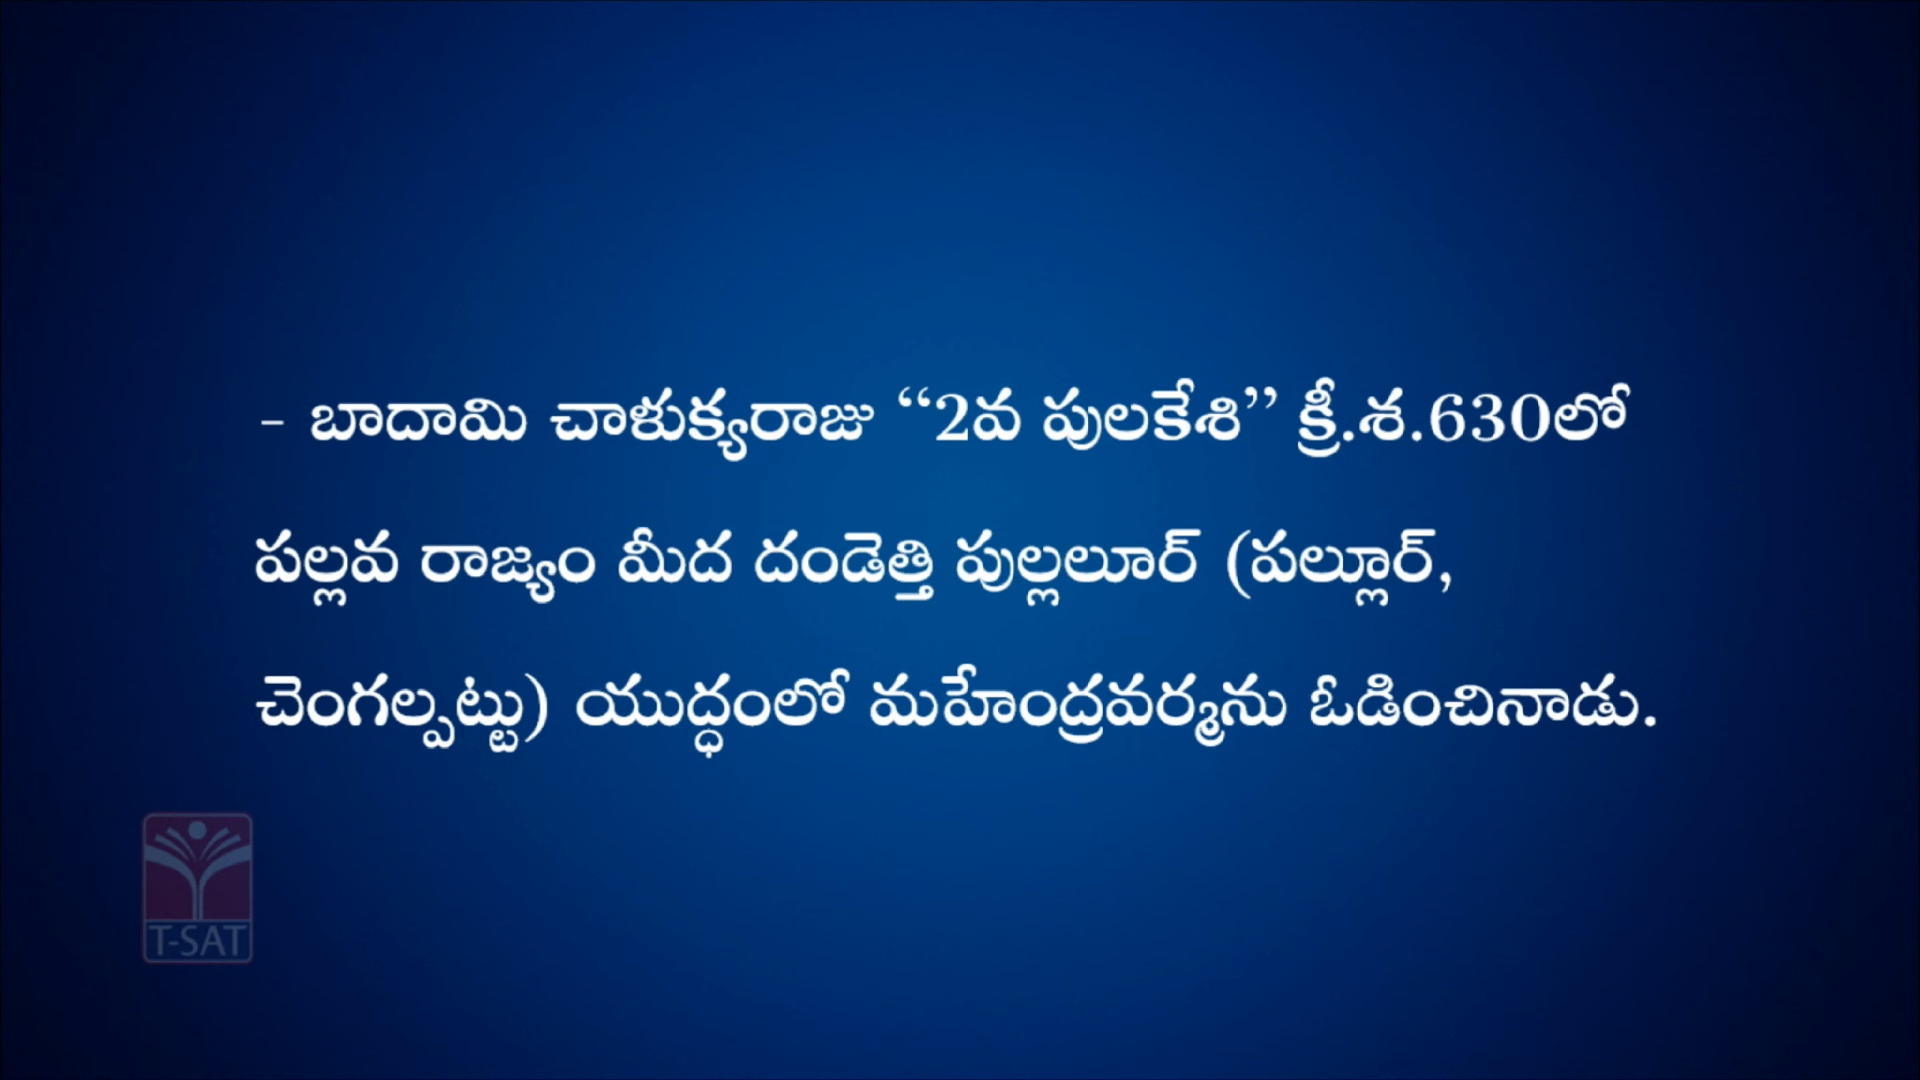 - బాదామి చాళుక్యరాజు “2వ పులకేశి” క్రీ.శ.630లో
పల్లవ రాజ్యం మీద దండెత్తి పుల్లలూర్ (పల్లూర్,
చెంగల్పట్టు) యుద్ధంలో మహేంద్రవర్మను ఓడించినాడు.
T-SAT